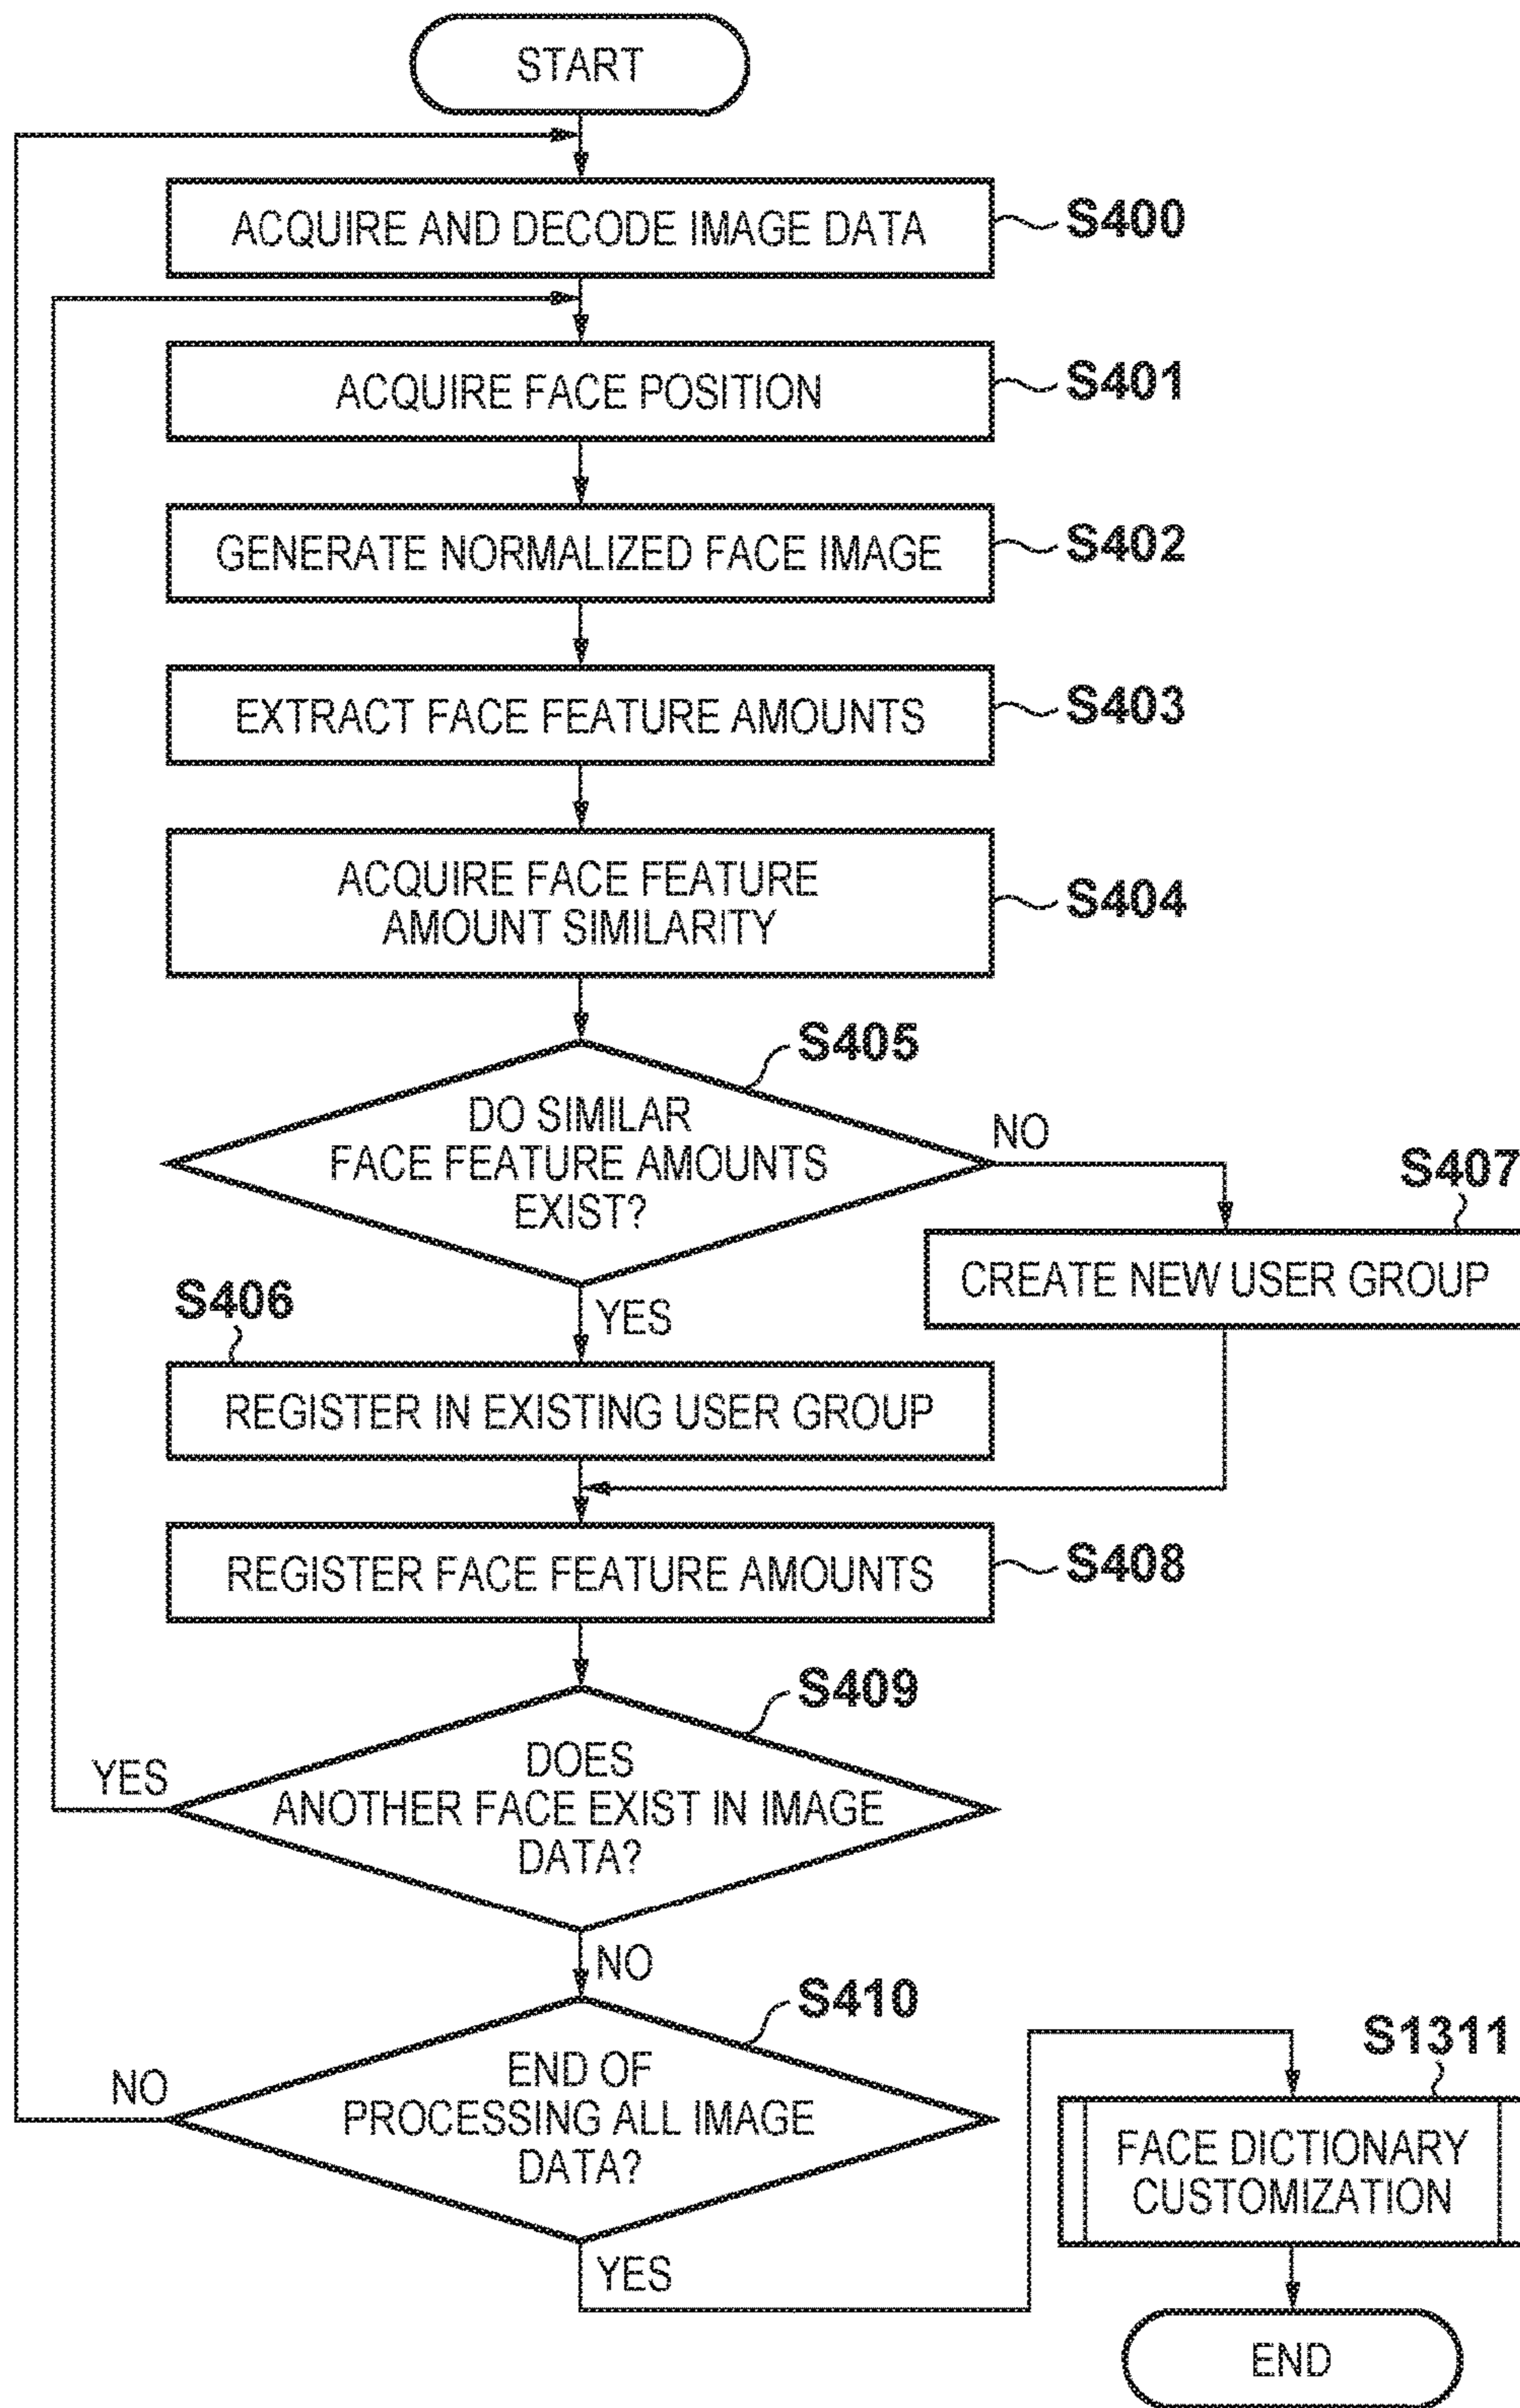 START
ACQUIRE AND DECODE IMAGE DATA
S400
ACQUIRE FACE POSITION
S401
GENERATE NORMALIZED FACE IMAGE
S402
EXTRACT FACE FEATURE AMOUNTS
S403
ACQUIRE FACE FEATURE
AMOUNT SIMILARITY
S404
S405
DO SIMILAR
FACE FEATURE AMOUNTS
EXIST?
NO
S407
CREATE NEW USER GROUP
YES
S406
REGISTER IN EXISTING USER GROUP
REGISTER FACE FEATURE AMOUNTS
S408
S409
DOES
ANOTHER FACE EXIST IN IMAGE
DATA?
YES
NO
S410
END OF
PROCESSING ALL IMAGE
DATA?
NO
YES
S1311
FACE DICTIONARY
CUSTOMIZATION
END